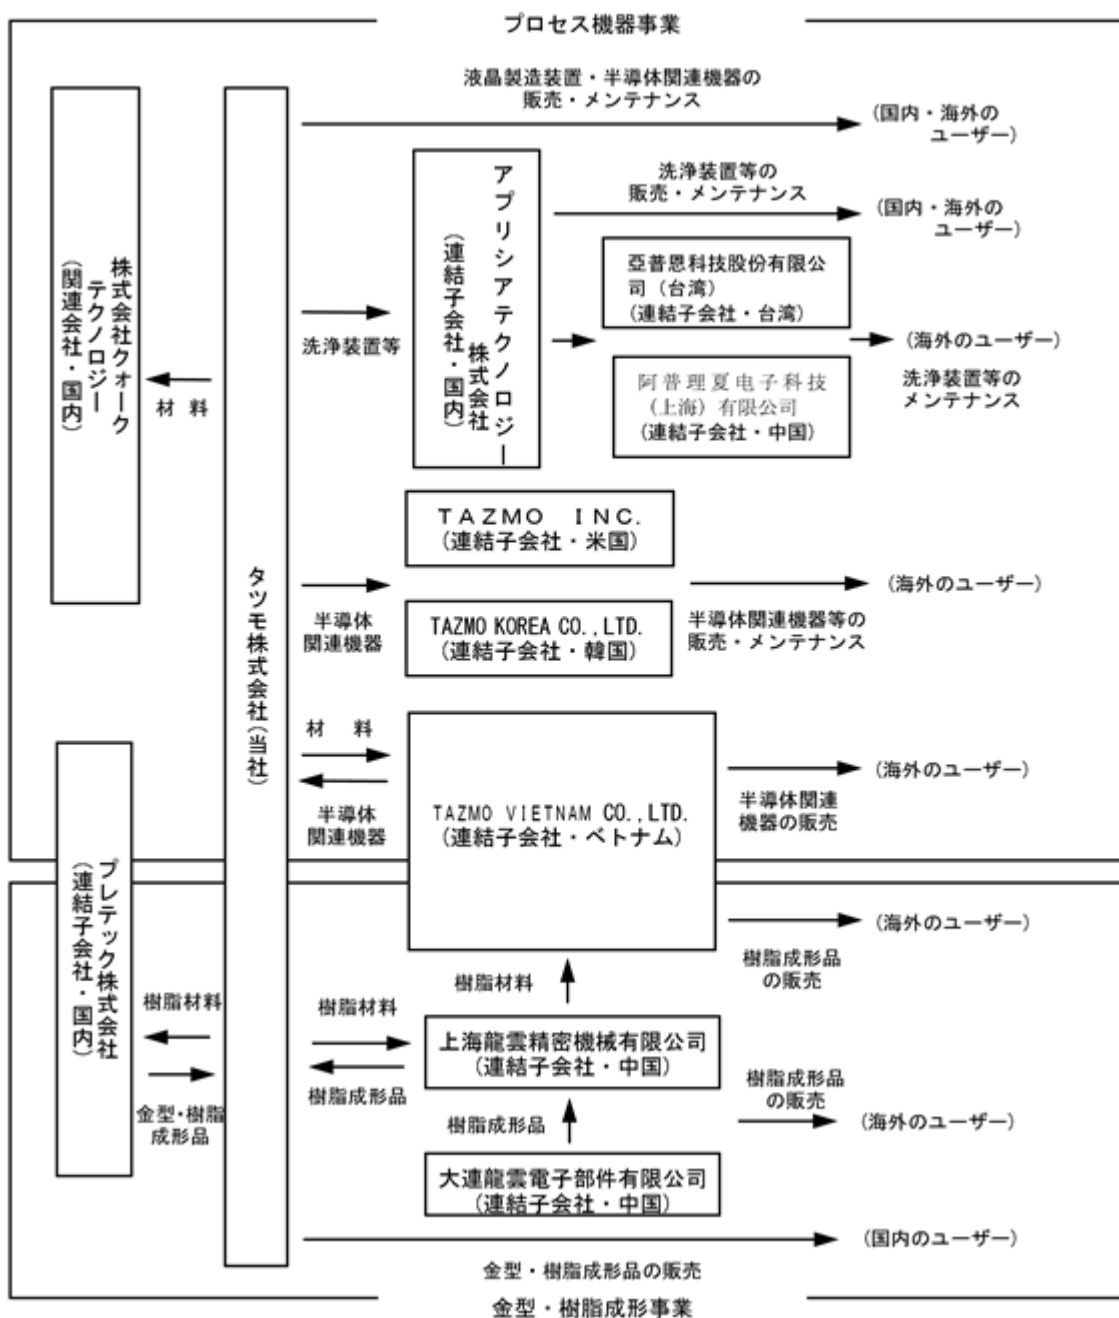 プロセス機器事業
液晶製造装置・半導体関連機器の
販売・メンテナンス
(国内・海外の
ユーザー)
株式会社クォーク
テクノロジー
(関連会社・国内)
材 料
タツモ株式会社(当社)
洗浄装置等
アプリシアテクノロジー
株式会社
(連結子会社・国内)
洗浄装置等の
販売・メンテナンス
(国内・海外の
ユーザー)
亞普恩科技股份有限公
司(台湾)
(連結子会社・台湾)
阿普理夏电子科技
(上海)有限公司
(連結子会社・中国)
(海外のユーザー)
洗浄装置等の
メンテナンス
半導体
関連機器
TAZMO INC.
(連結子会社・米国)
TAZMO KOREA CO.,LTD.
(連結子会社・韓国)
(海外のユーザー)
半導体関連機器等の
販売・メンテナンス
材 料
半導体
関連機器
TAZMO VIETNAM CO.,LTD.
(連結子会社・ベトナム)
(海外のユーザー)
半導体関連
機器の販売
プレテック株式会社
(連結子会社・国内)
(海外のユーザー)
樹脂成形品
の販売
樹脂材料
樹脂材料
金型・樹脂
成形品
樹脂材料
樹脂成形品
上海龍雲精密機械有限公司
(連結子会社・中国)
樹脂成形品
の販売
(海外のユーザー)
樹脂成形品
大連龍雲電子部件有限公司
(連結子会社・中国)
(国内のユーザー)
金型・樹脂成形品の販売
金型・樹脂成形事業